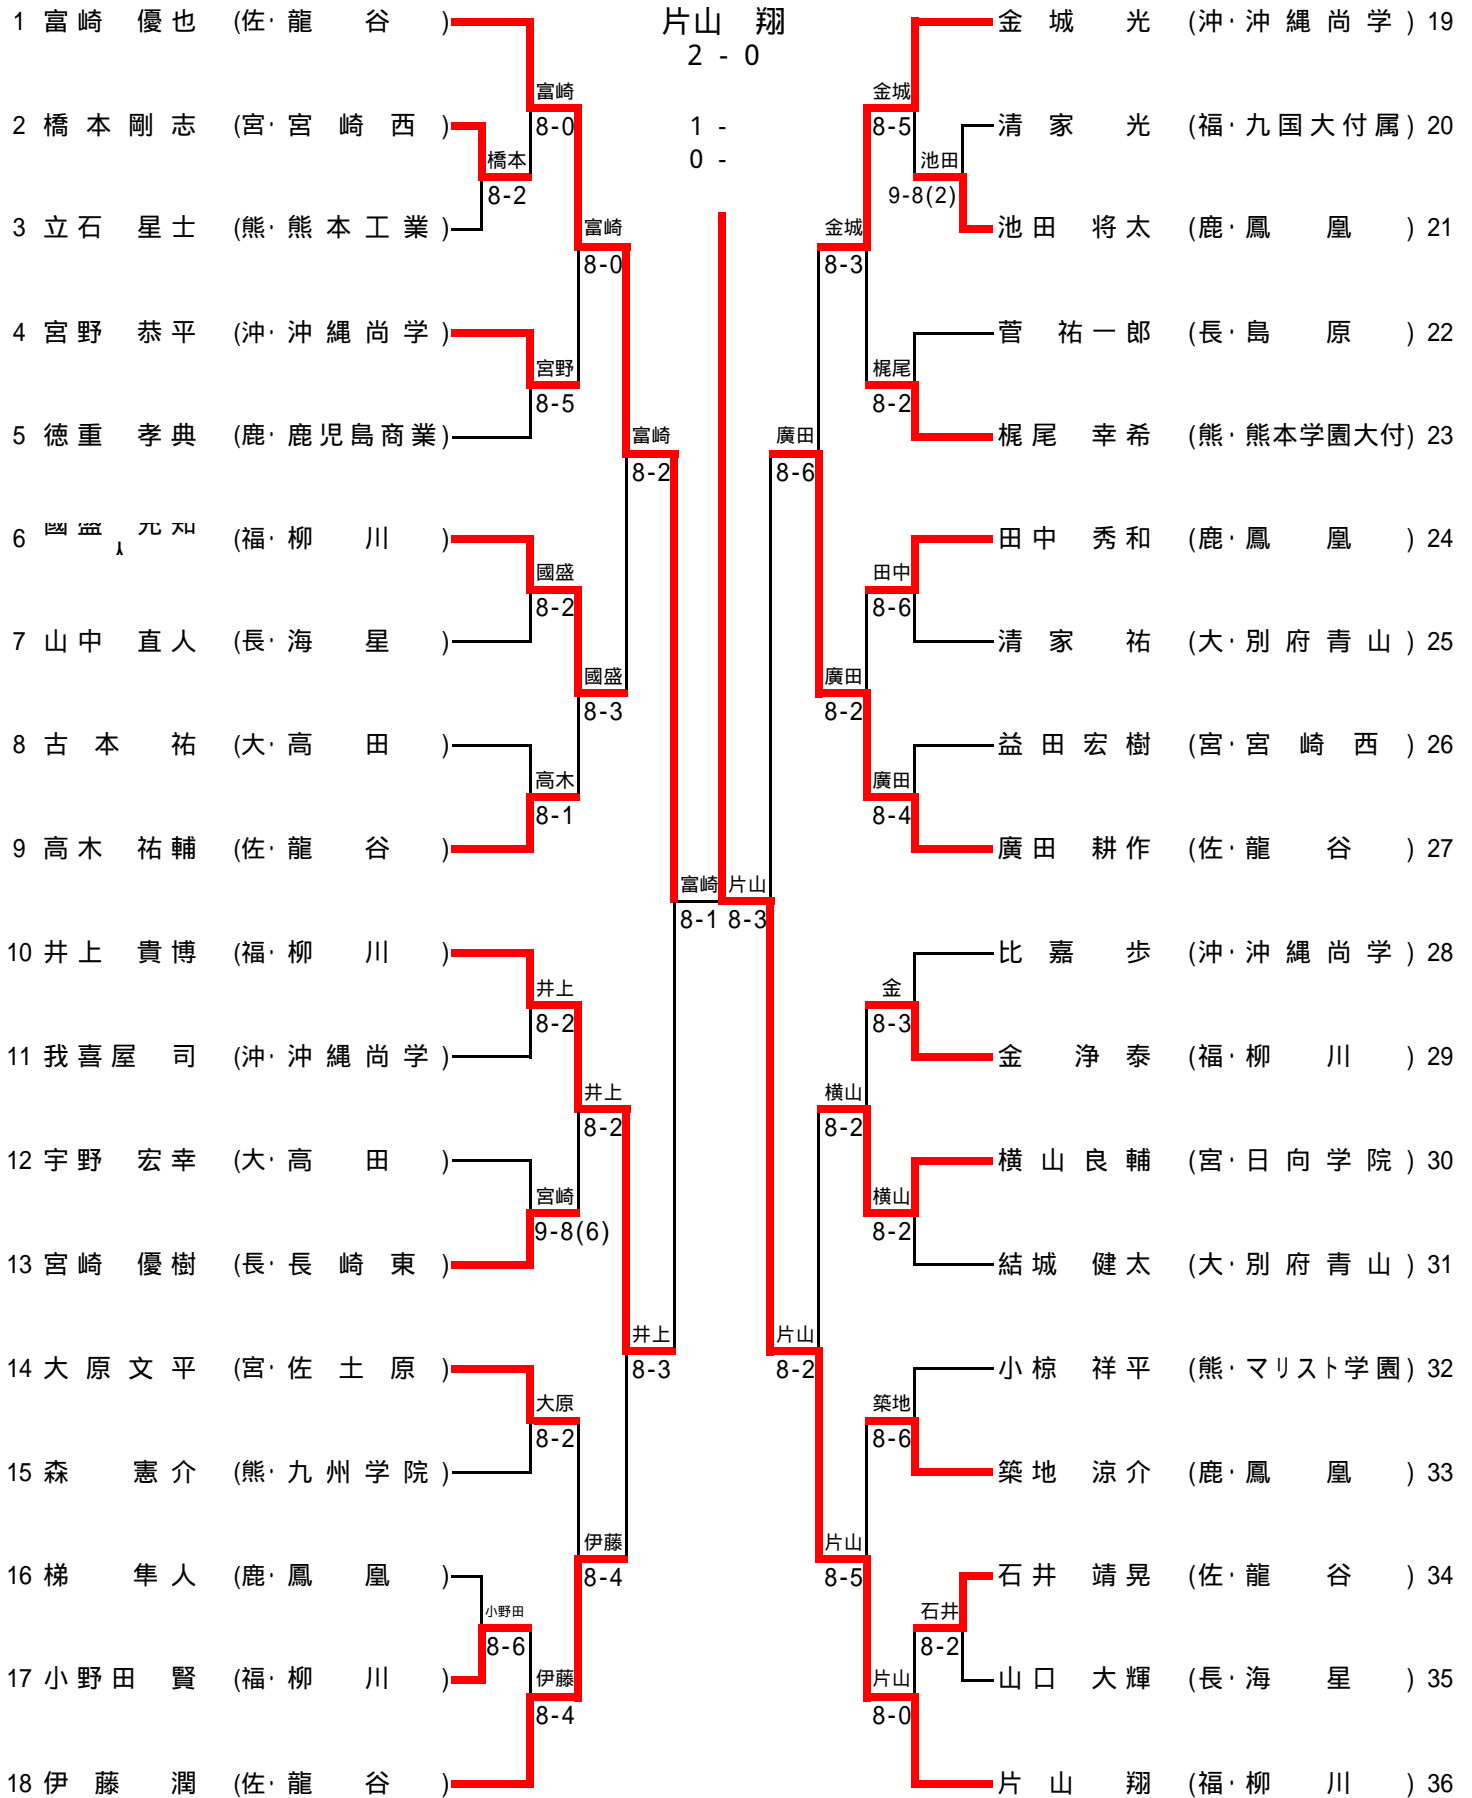 片山 翔
2 - 0
1 -
0 -
1 富崎 優也 (佐・龍谷)
2 橋本剛志 (宮・宮崎西)
3 立石 星士 (熊・熊本工業)
4 宮野 恭平 (沖・沖縄尚学)
5 徳重 孝典 (鹿・鹿児島商業)
6 國盛 (福・柳川)
7 山中 直人 (長・海星)
8 古本 祐 (大・高田)
9 高木 祐輔 (佐・龍谷)
10 井上 貴博 (福・柳川)
11 我喜屋 司 (沖・沖縄尚学)
12 宇野 宏幸 (大・高田)
13 宮崎 優樹 (長・長崎東)
14 大原文平 (宮・佐土原)
15 森 憲介 (熊・九州学院)
16 梯 隼人 (鹿・鳳凰)
17 小野田 賢 (福・柳川)
18 伊藤 潤 (佐・龍谷)
橋本
8-2
小野田
8-6
富崎
8-0
宮野
8-5
國盛
8-2
高木
8-1
井上
8-2
宮崎
9-8(6)
大原
8-2
伊藤
8-4
富崎
8-0
國盛
8-3
井上
8-2
伊藤
8-4
富崎
8-2
井上
8-3
富崎
8-1
片山
8-3
廣田
8-6
片山
8-2
金城
8-3
廣田
8-2
横山
8-2
片山
8-5
金城
8-5
梶尾
8-2
田中
8-6
廣田
8-4
金
8-3
横山
8-2
築地
8-6
片山
8-0
池田
9-8(2)
石井
8-2
金城 光 (沖・沖縄尚学) 19
清家 光 (福・九国大付属) 20
池田 将太 (鹿・鳳凰) 21
菅 祐一郎 (長・島原) 22
梶尾 幸希 (熊・熊本学園大付) 23
田中 秀和 (鹿・鳳凰) 24
清家 祐 (大・別府青山) 25
益田宏樹 (宮・宮崎西) 26
廣田 耕作 (佐・龍谷) 27
比嘉 歩 (沖・沖縄尚学) 28
金 浄泰 (福・柳川) 29
横山良輔 (宮・日向学院) 30
結城 健太 (大・別府青山) 31
小椋 祥平 (熊・マリスト学園) 32
築地 涼介 (鹿・鳳凰) 33
石井 靖晃 (佐・龍谷) 34
山口 大輝 (長・海星) 35
片山 翔 (福・柳川) 36